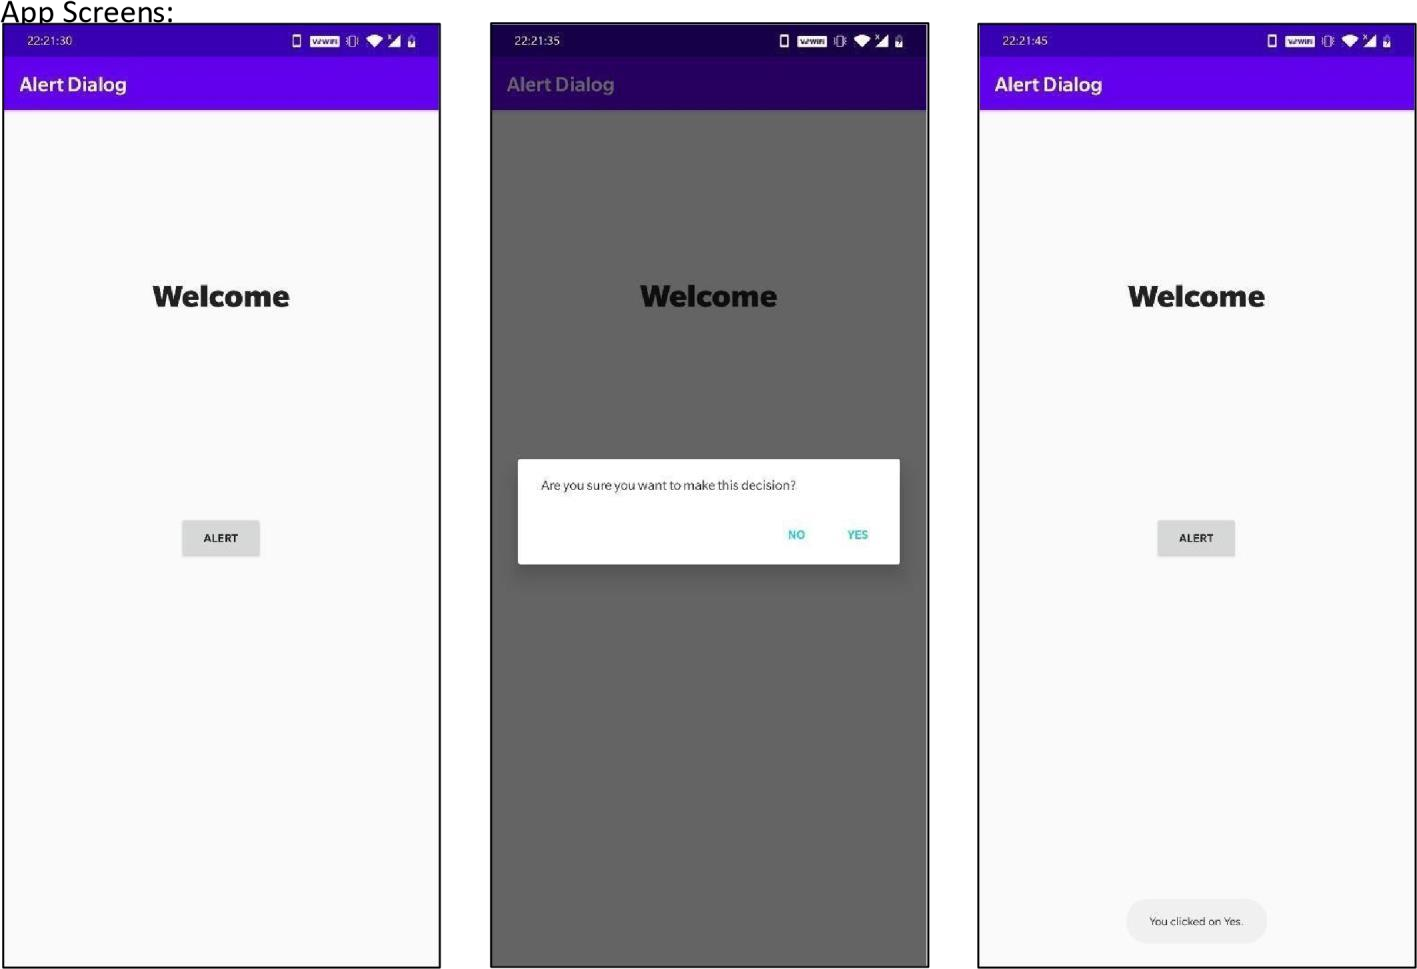 App Screens:
22:21:30
Alert Dialog
Welcome
ALERT
22:21:35
Alert Dialog
Welcome
Are you sure you want to make this decision?
NO YES
22:21:45
Alert Dialog
Welcome
ALERT
You clicked on Yes.